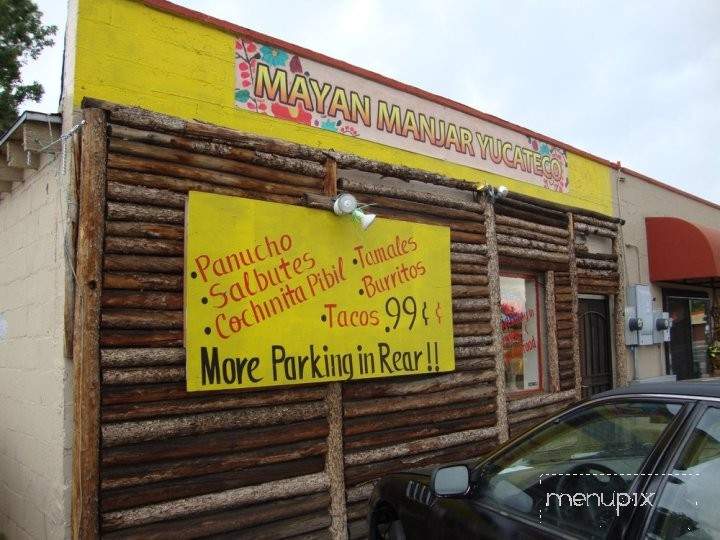 MAYAN MANJAR YUCATECO
•Panucho
•Salbutes
•Cochinita Pibil
•Tamales
•Burritos
•Tacos .99¢ ¢
More Parking in Rear!!
menupix